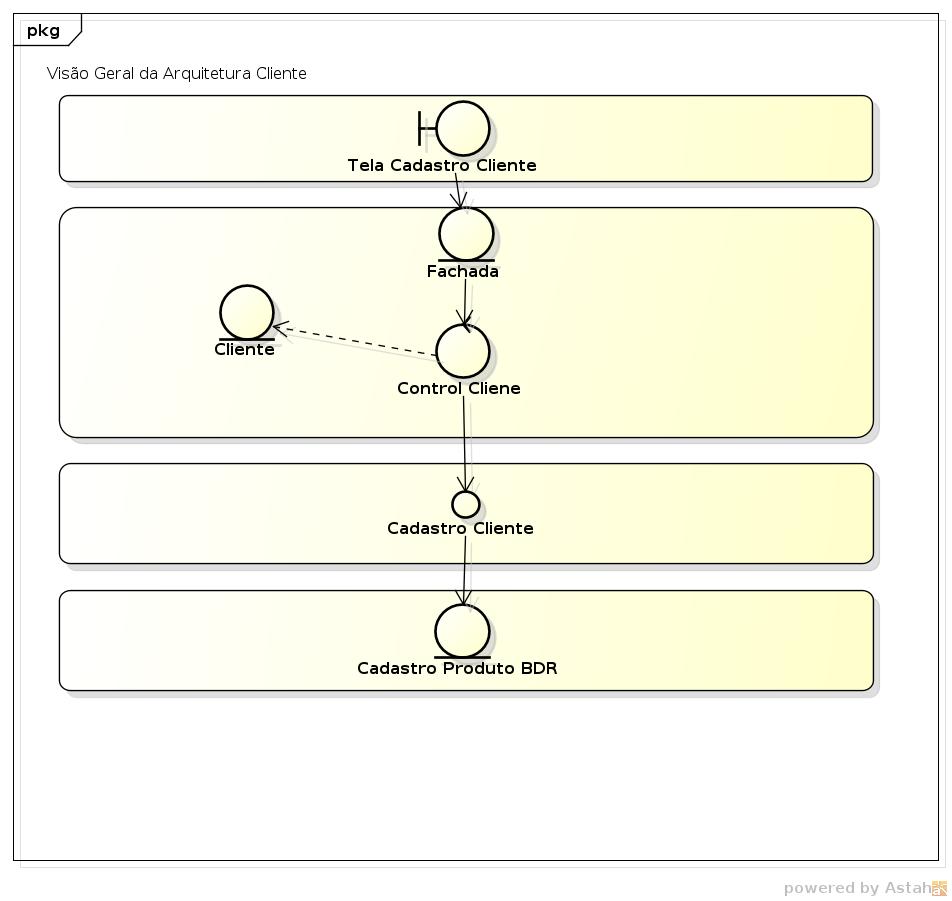 pkg
Visão Geral da Arquitetura Cliente
Tela Cadastro Cliente
Fachada
Cliente
Control Cliene
Cadastro Cliente
Cadastro Produto BDR
powered by Astah